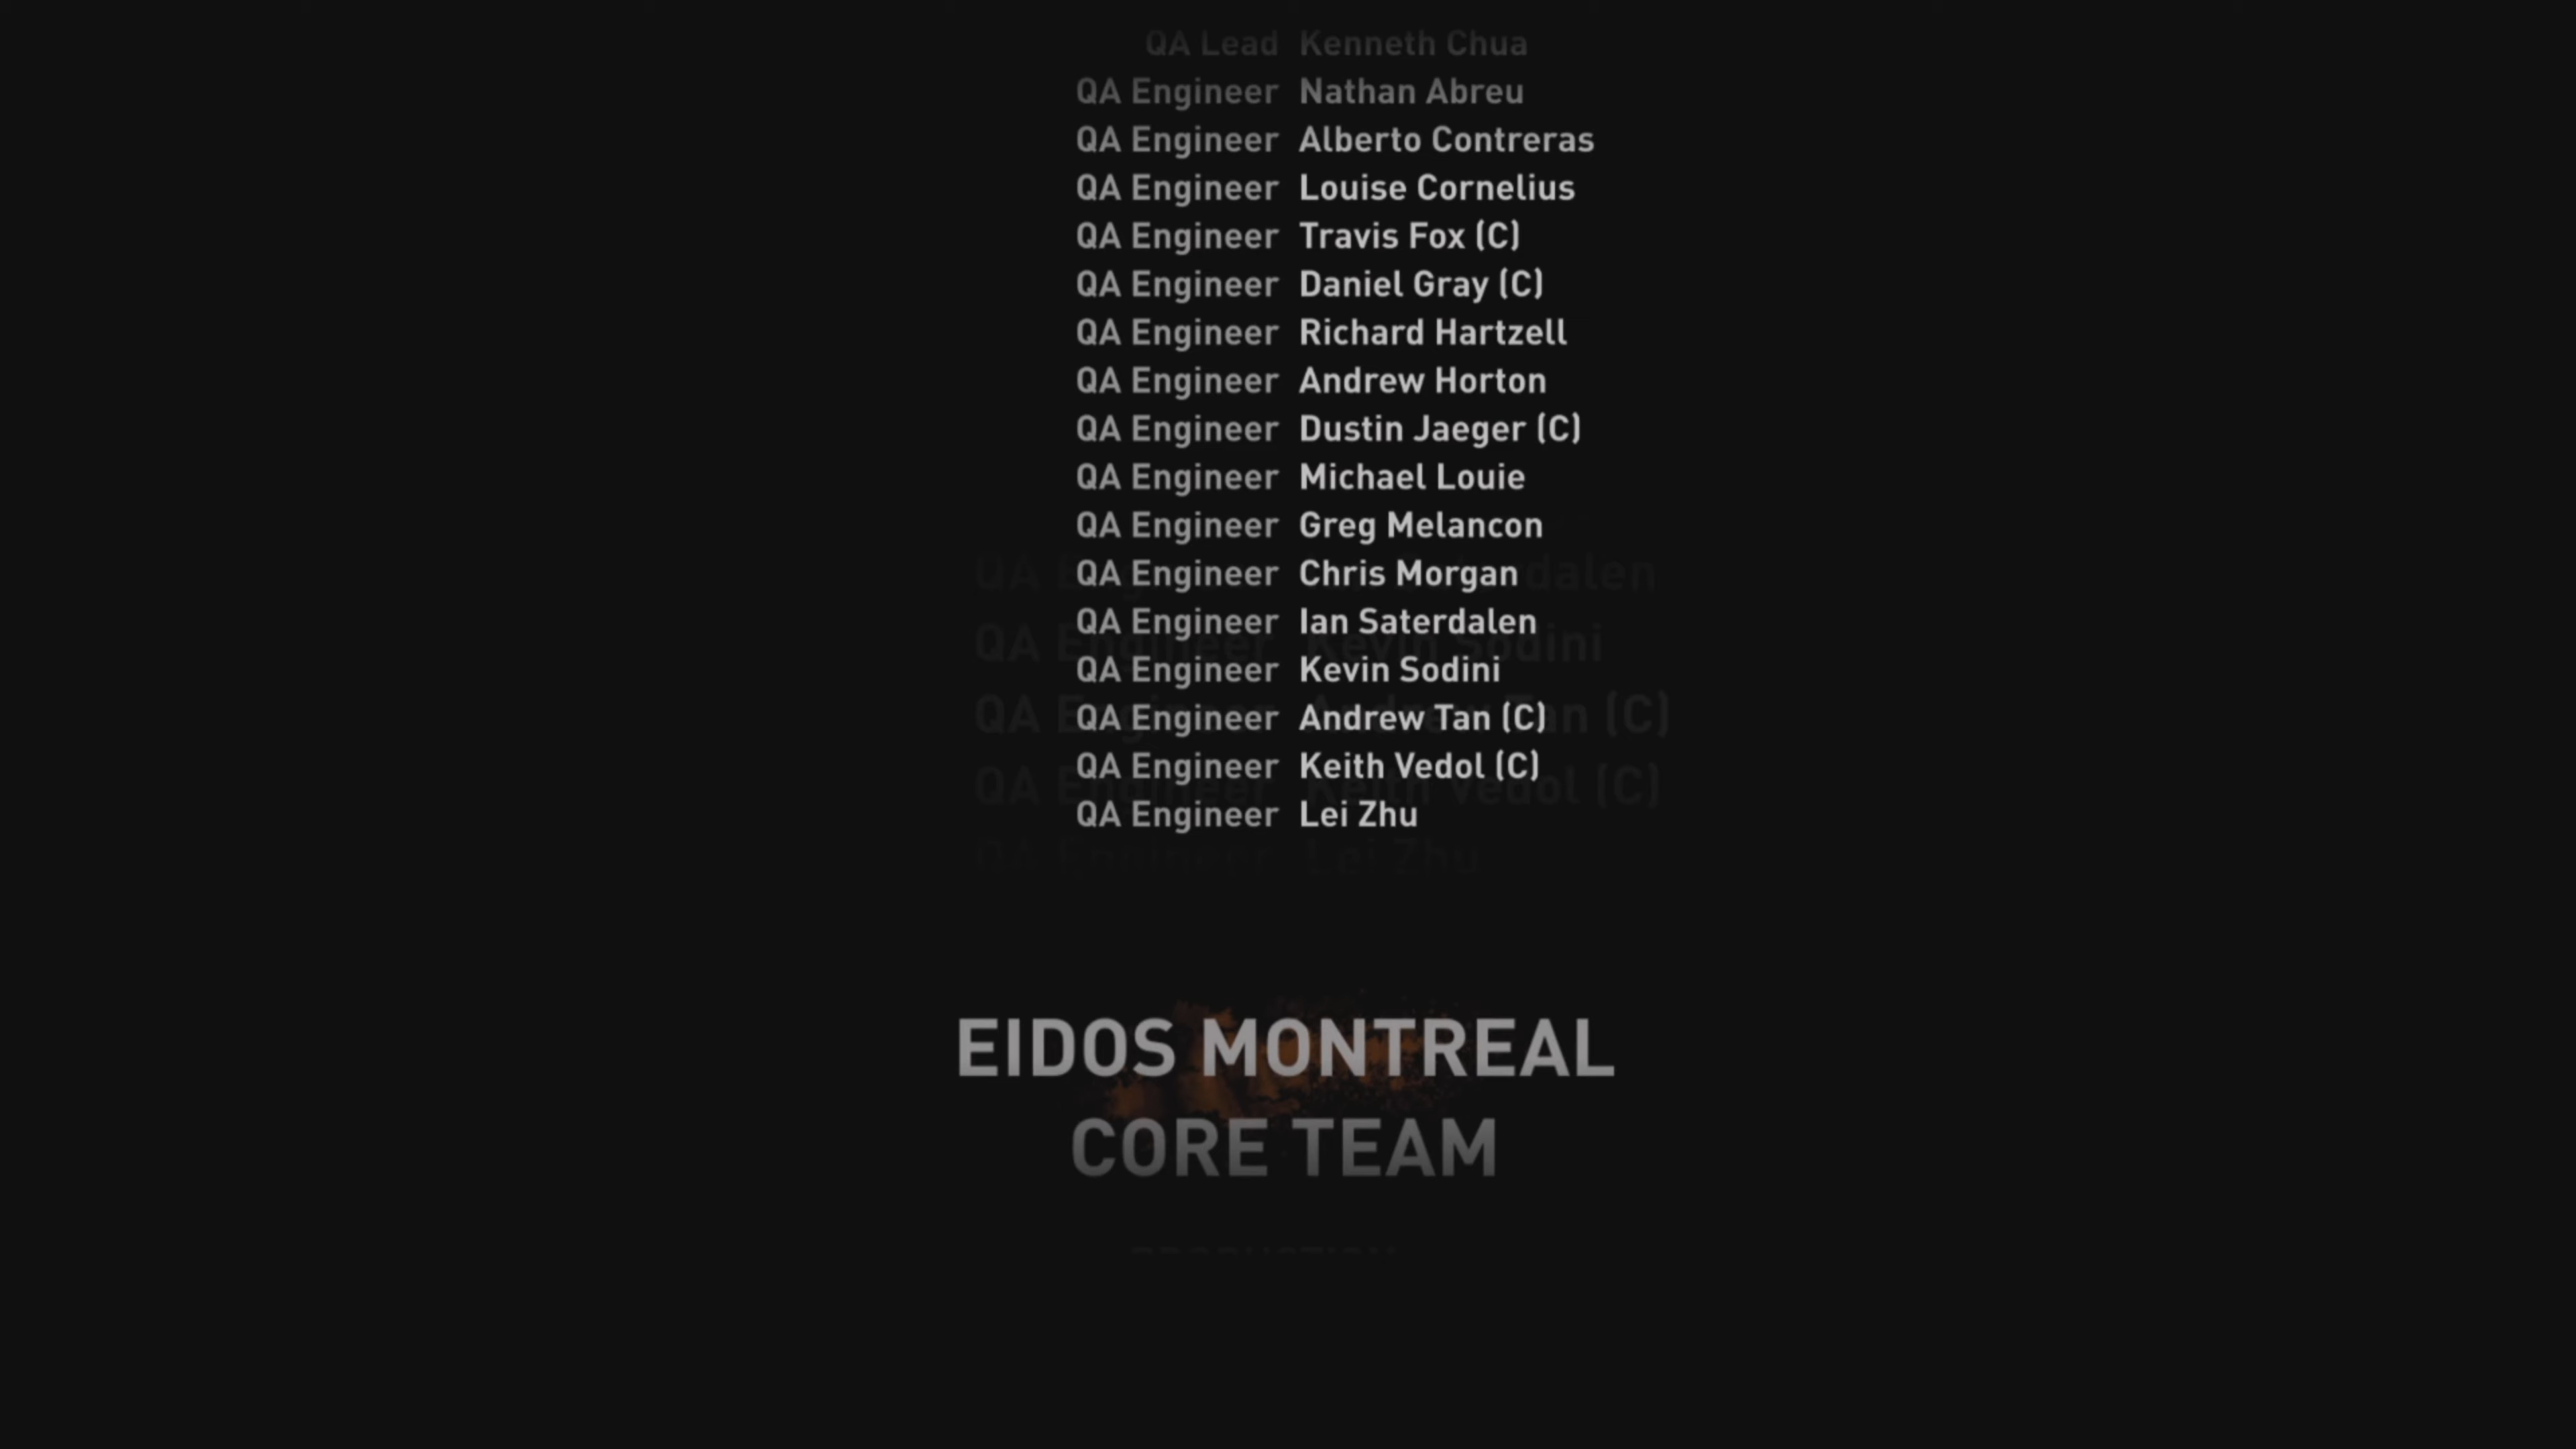 QA Lead Kenneth Chua
QA Engineer Nathan Abreu
QA Engineer Alberto Contreras
QA Engineer Louise Cornelius
QA Engineer Travis Fox (C)
QA Engineer Daniel Gray (C)
QA Engineer Richard Hartzell
QA Engineer Andrew Horton
QA Engineer Dustin Jaeger (C)
QA Engineer Michael Louie
QA Engineer Greg Melancon
QA Engineer Chris Morgan
QA Engineer Ian Saterdalen
QA Engineer Kevin Sodini
QA Engineer Andrew Tan (C)
QA Engineer Keith Vedol (C)
QA Engineer Lei Zhu
EIDOS MONTREAL
CORE TEAM